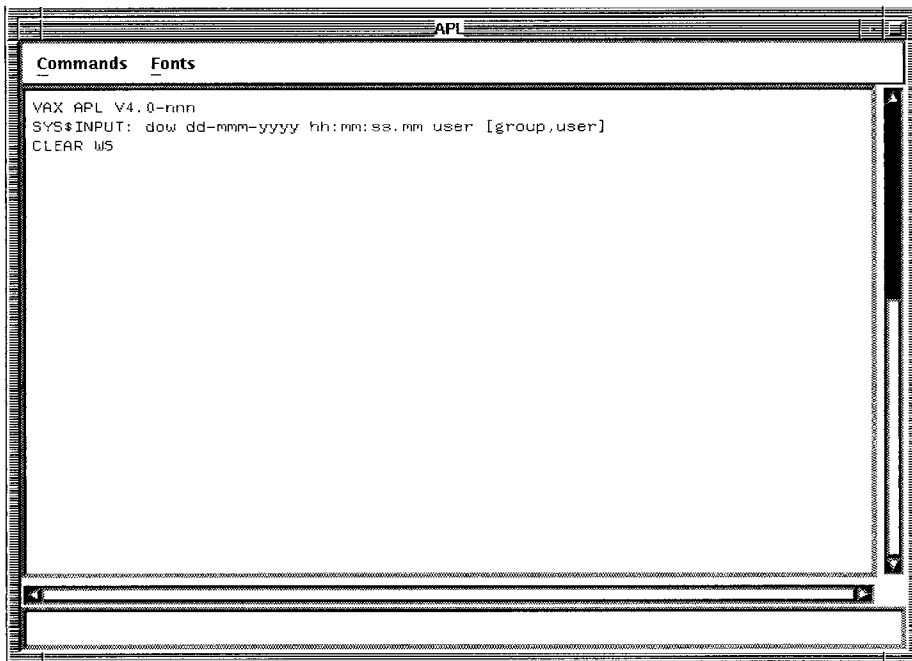 APL
Commands Fonts
VAX APL V4.0-nnn
SYS$INPUT: dow dd-mmm-yyyy hh:mm:ss.mm user [group,user]
CLEAR WS